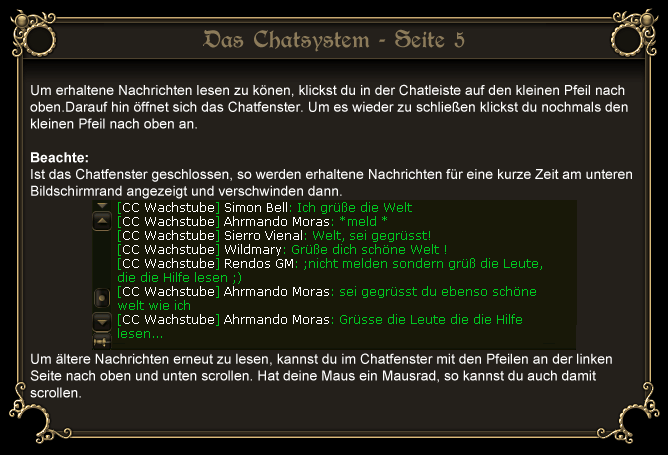 Das Chatsystem - Seite 5
Um erhaltene Nachrichten lesen zu könen, klickst du in der Chatleiste auf den kleinen Pfeil nach
oben.Darauf hin öffnet sich das Chatfenster. Um es wieder zu schließen klickst du nochmals den
kleinen Pfeil nach oben an.
Beachte:
Ist das Chatfenster geschlossen, so werden erhaltene Nachrichten für eine kurze Zeit am unteren
Bildschirmrand angezeigt und verschwinden dann.
[CC Wachstube] Simon Bell: Ich grüße die Welt
[CC Wachstube] Ahrmando Moras: *meld *
[CC Wachstube] Sierro Vienal: Welt, sei gegrüsst!
[CC Wachstube] Wildmary: Grüße dich schöne Welt !
[CC Wachstube] Rendos GM: ;nicht melden sondern grüß die Leute,
die die Hilfe lesen ;)
[CC Wachstube] Ahrmando Moras: sei gegrüsst du ebenso schöne
welt wie ich
[CC Wachstube] Ahrmando Moras: Grüsse die Leute die die Hilfe
lesen...
Um ältere Nachrichten erneut zu lesen, kannst du im Chatfenster mit den Pfeilen an der linken
Seite nach oben und unten scrollen. Hat deine Maus ein Mausrad, so kannst du auch damit
scrollen.